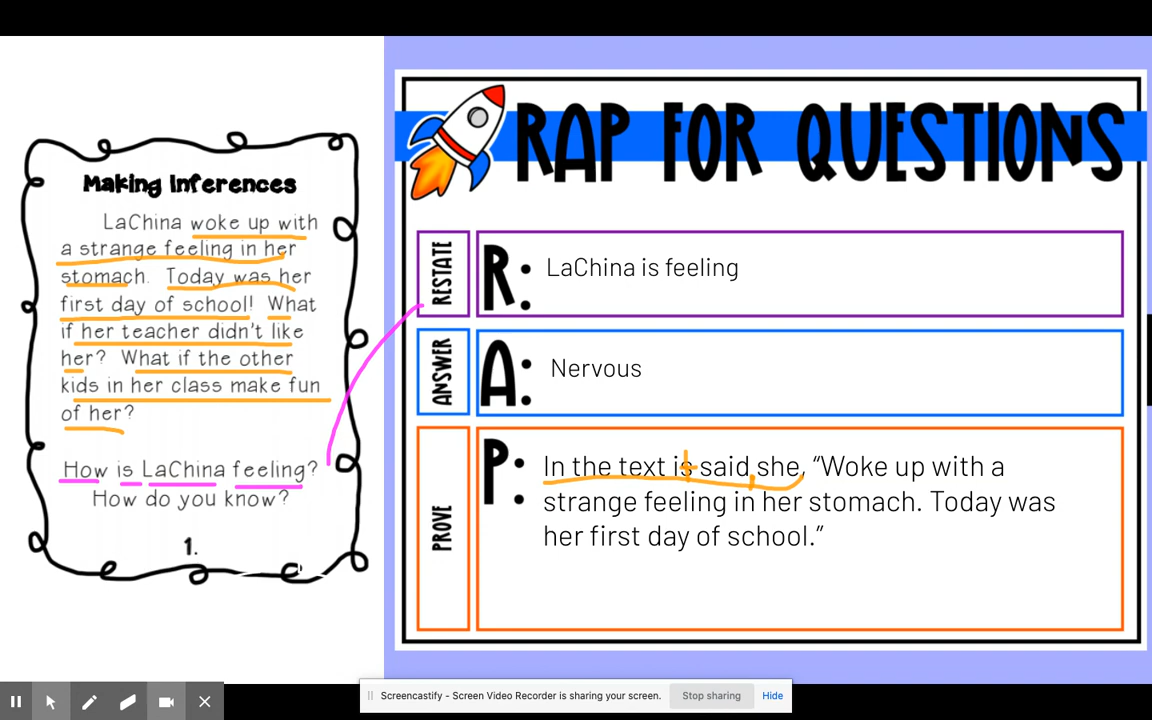 Making Inferences
LaChina woke up with
a strange feeling in her
stomach. Today was her
first day of school! What
if her teacher didn't like
her? What if the other
kids in her class make fun
of her?
How is LaChina feeling?
How do you know?
1.
RAP FOR QUESTIONS
RESTATE
R: LaChina is feeling
ANSWER
A: Nervous
PROVE
P: In the text is said she, “Woke up with a
strange feeling in her stomach. Today was
her first day of school.”
Screencastify - Screen Video Recorder is sharing your screen. Stop sharing Hide